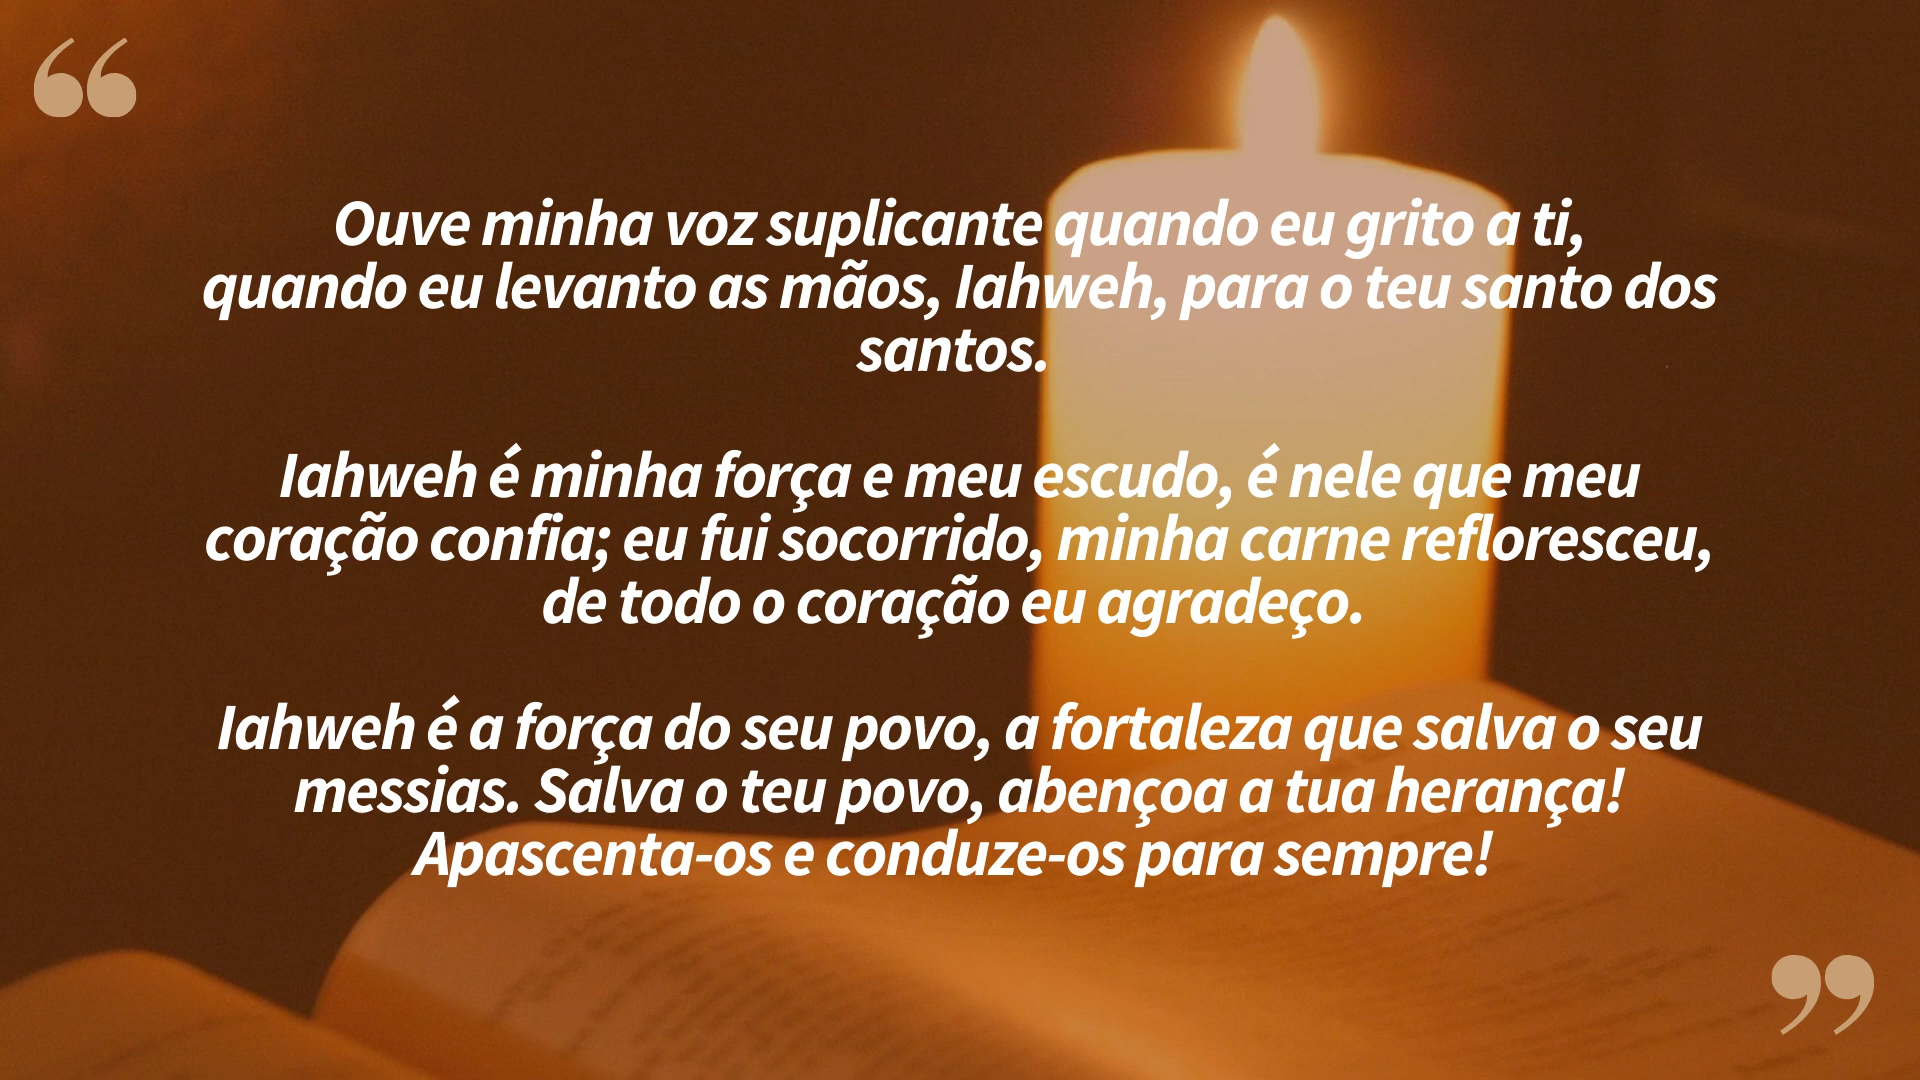 “
Ouve minha voz suplicante quando eu grito a ti,
quando eu levanto as mãos, Iahweh, para o teu santo dos
santos.
Iahweh é minha força e meu escudo, é nele que meu
coração confia; eu fui socorrido, minha carne refloresceu,
de todo o coração eu agradeço.
Iahweh é a força do seu povo, a fortaleza que salva o seu
messias. Salva o teu povo, abençoa a tua herança!
Apascenta-os e conduze-os para sempre!
”